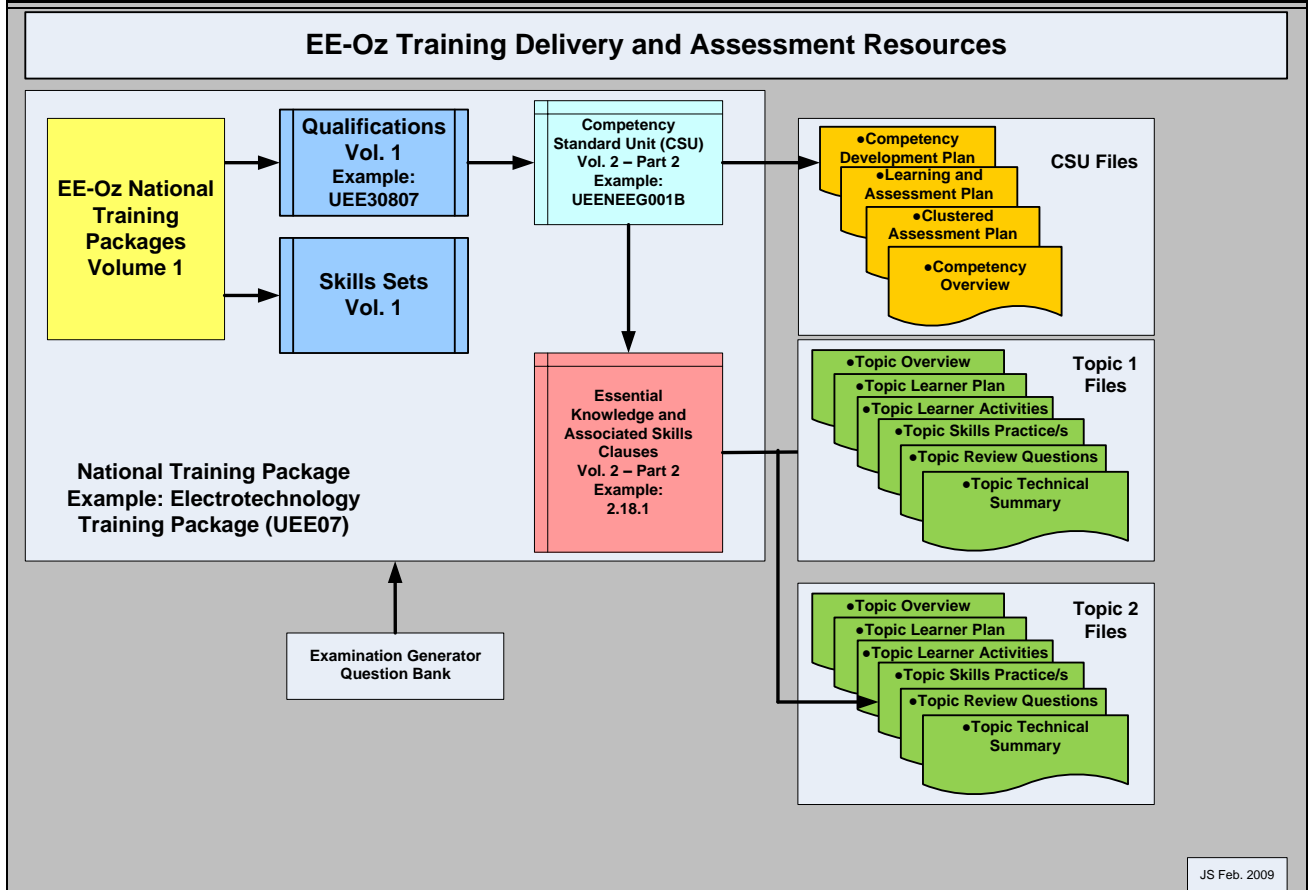 EE-Oz Training Delivery and Assessment Resources
EE-Oz National
Training
Packages
Volume 1
Qualifications
Vol. 1
Example:
UEE30807
Skills Sets
Vol. 1
Competency
Standard Unit (CSU)
Vol. 2 – Part 2
Example:
UEENEEG001B
Essential
Knowledge and
Associated Skills
Clauses
Vol. 2 – Part 2
Example:
2.18.1
National Training Package
Example: Electrotechnology
Training Package (UEE07)
Examination Generator
Question Bank
CSU Files
●Competency
Development Plan
●Learning and
Assessment Plan
●Clustered
Assessment Plan
●Competency
Overview
Topic 1
Files
●Topic Overview
●Topic Learner Plan
●Topic Learner Activities
●Topic Skills Practice/s
●Topic Review Questions
●Topic Technical
Summary
Topic 2
Files
●Topic Overview
●Topic Learner Plan
●Topic Learner Activities
●Topic Skills Practice/s
●Topic Review Questions
●Topic Technical
Summary
JS Feb. 2009